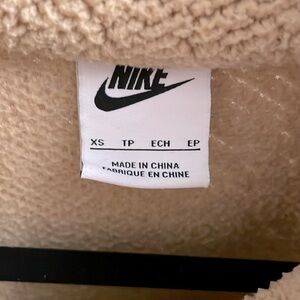 NIKE
XS TP ECH EP
MADE IN CHINA
FABRIQUE EN CHINE